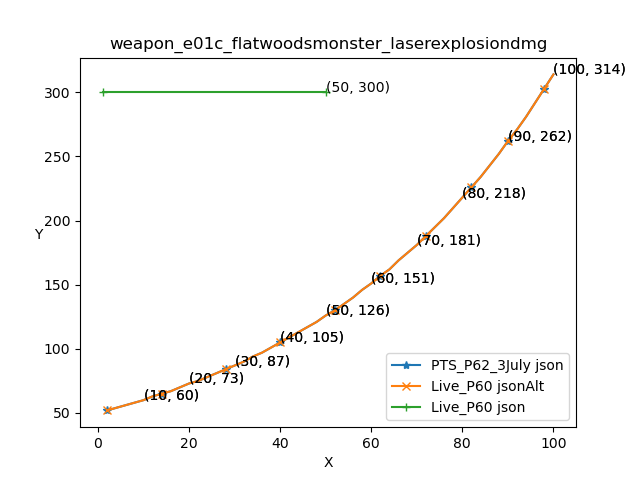 weapon_e01c_flatwoodsmonster_laserexplosiondmg
(100, 314)
300
(50, 300)
(90, 262)
250
(80, 218)
200
Y
(70, 181)
(60, 151)
150
(50, 126)
(40, 105)
100
(30, 87)
(20, 73)
(10, 60)
50
PTS_P62_3July json
Live_P60 jsonAlt
Live_P60 json
0 20 40 60 80 100
X